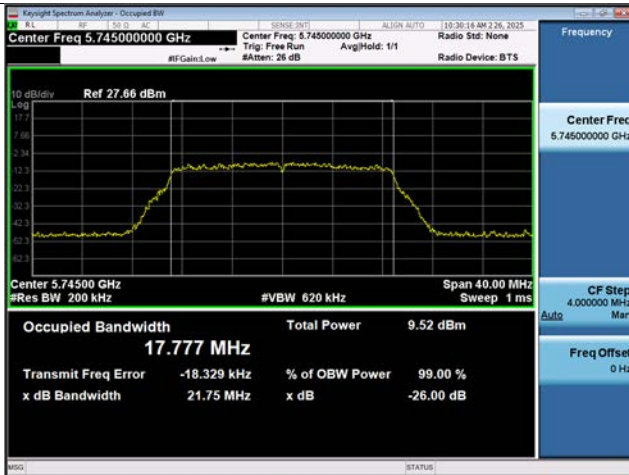 Keysight Spectrum Analyzer - Occupied BW
RL RF 50 Ω AC SENSE:INT ALIGN AUTO 10:30:16 AM 2 26, 2025
Center Freq 5.745000000 GHz
Center Freq: 5.745000000 GHz
Radio Std: None
Trig: Free Run Avg|Hold: 1/1
#IFGain:Low #Atten: 26 dB Radio Device: BTS
Frequency
10 dB/div Ref 27.66 dBm
Log
17.7
7.66
-2.34
-12.3
-22.3
-32.3
-42.3
-52.3
-62.3
Center 5.74500 GHz Span 40.00 MHz
#Res BW 200 kHz #VBW 620 kHz Sweep 1 ms
Occupied Bandwidth Total Power 9.52 dBm
17.777 MHz
Transmit Freq Error -18.329 kHz % of OBW Power 99.00 %
x dB Bandwidth 21.75 MHz x dB -26.00 dB
Center Freq
5.745000000 GHz
CF Step
4.000000 MHz
Auto Man
Freq Offset
0 Hz
MSG STATUS